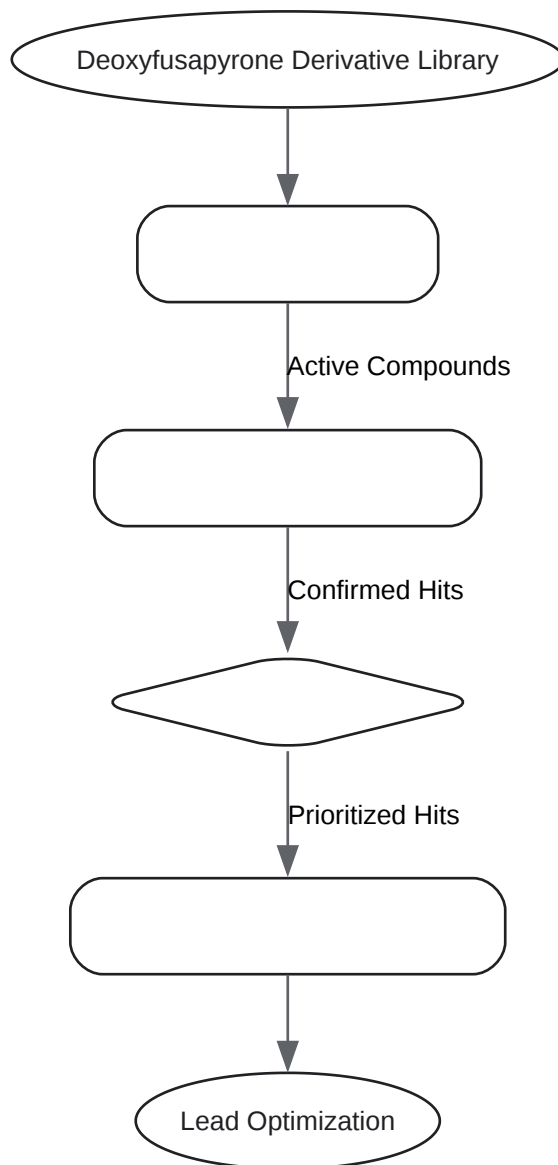 Deoxyfusapyrone Derivative Library
Active Compounds
Confirmed Hits
Prioritized Hits
Lead Optimization